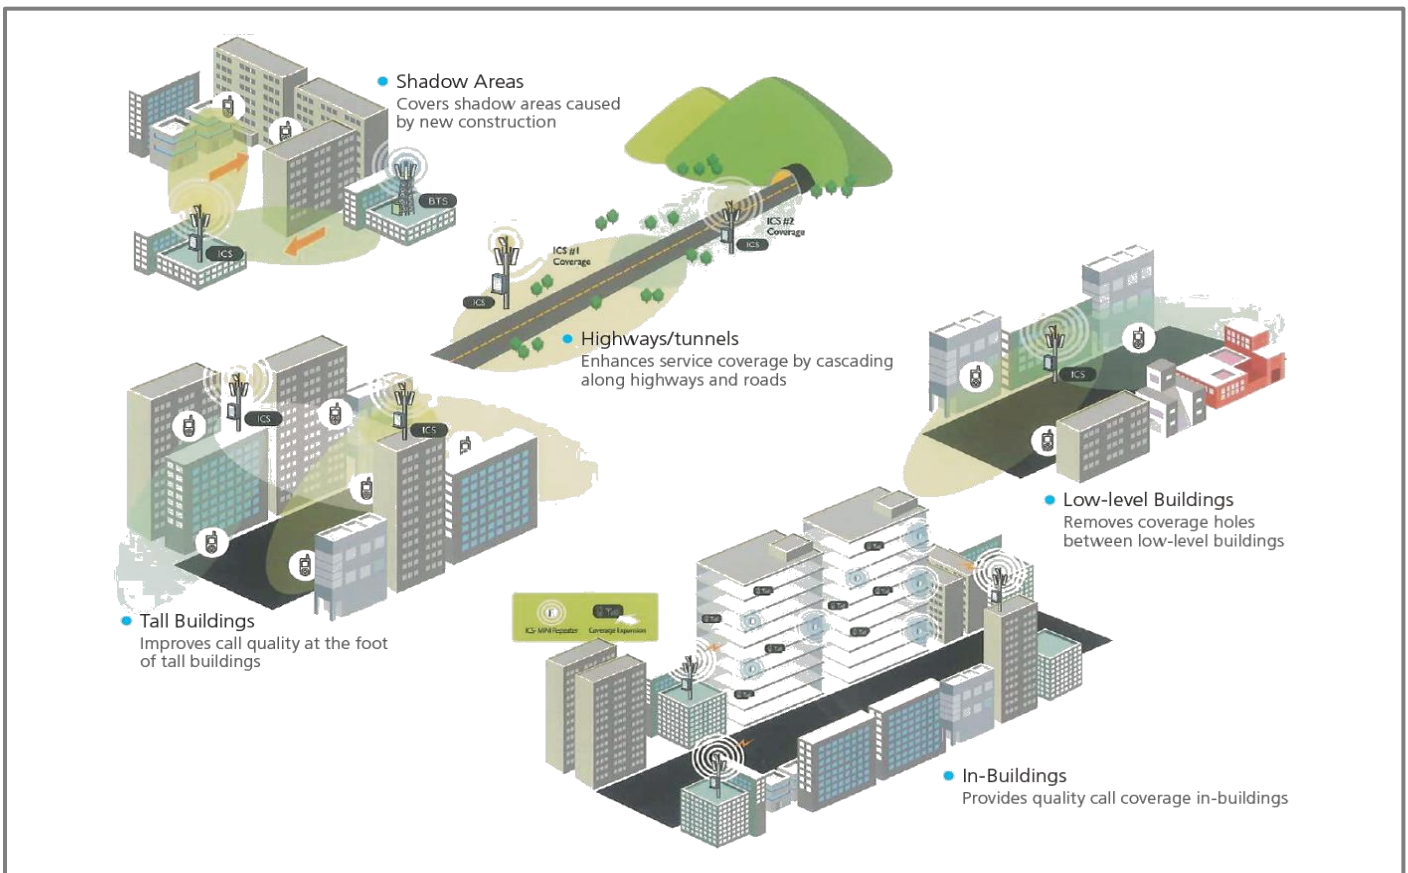 Shadow Areas
Covers shadow areas caused
by new construction
BTS
ICS
ICS #2
Coverage
ICS
ICS #1
Coverage
ICS
Highways/tunnels
Enhances service coverage by cascading
along highways and roads
ICS
Low-level Buildings
Removes coverage holes
between low-level buildings
ICS
ICS
Tall Buildings
Improves call quality at the foot
of tall buildings
ICS-MINI Repeater
Coverage Expansion
In-Buildings
Provides quality call coverage in-buildings